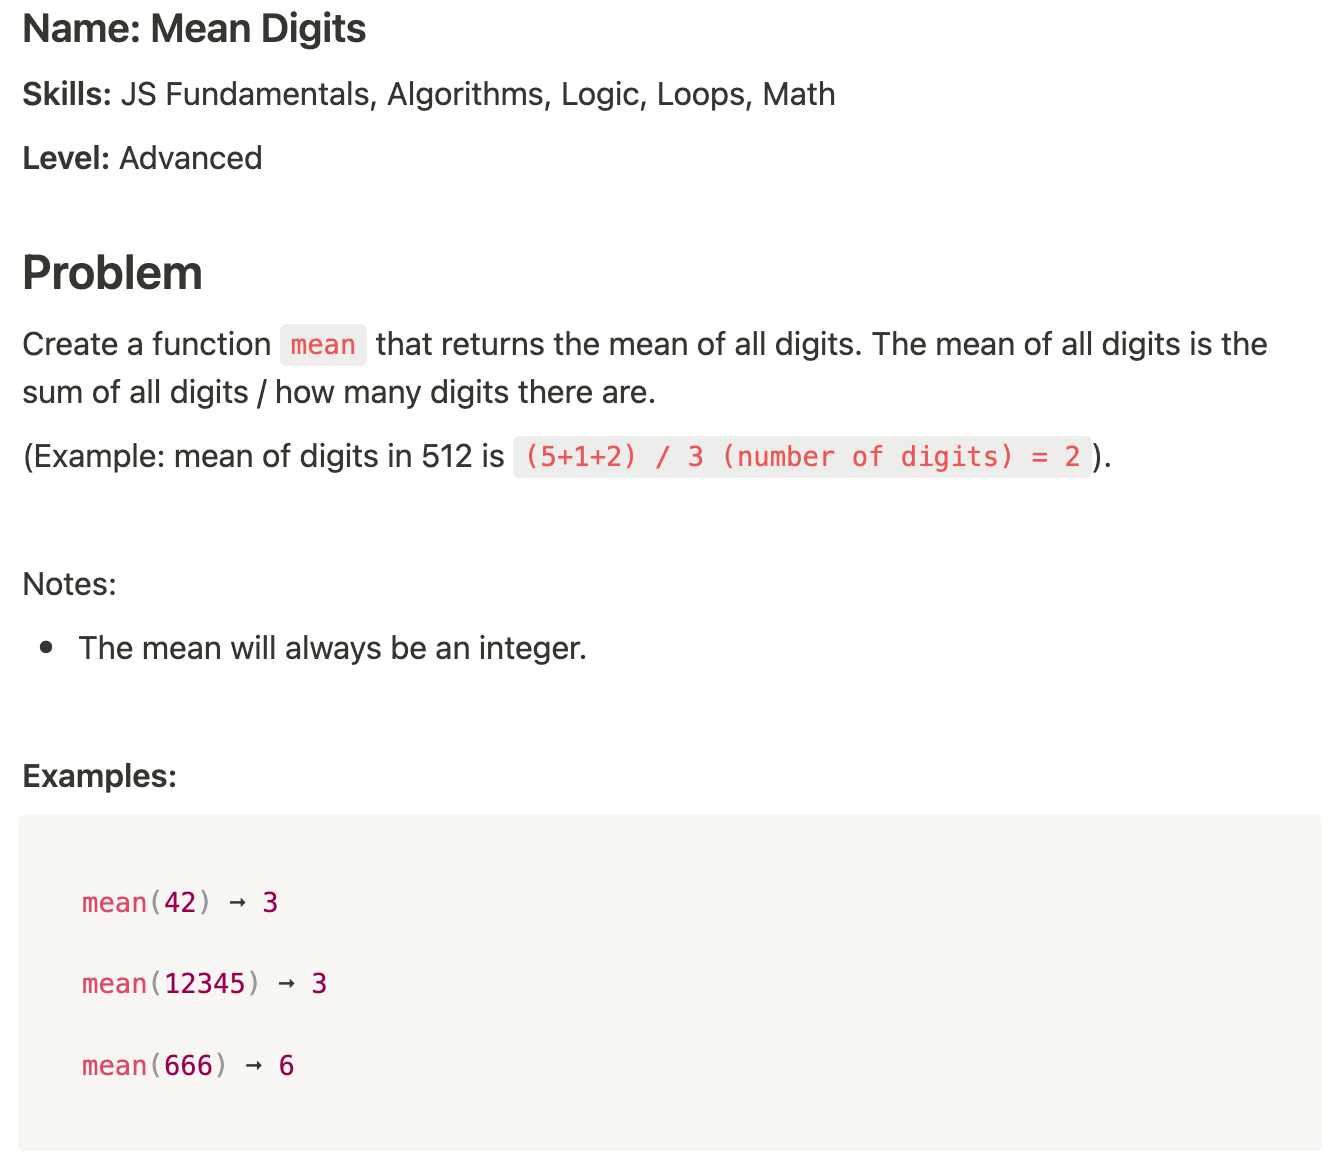 Name: Mean Digits
Skills: JS Fundamentals, Algorithms, Logic, Loops, Math
Level: Advanced
Problem
Create a function mean that returns the mean of all digits. The mean of all digits is the
sum of all digits / how many digits there are.
(Example: mean of digits in 512 is (5+1+2) / 3 (number of digits) = 2 ).
Notes:
• The mean will always be an integer.
Examples:
mean(42) → 3
mean(12345) → 3
mean(666) → 6